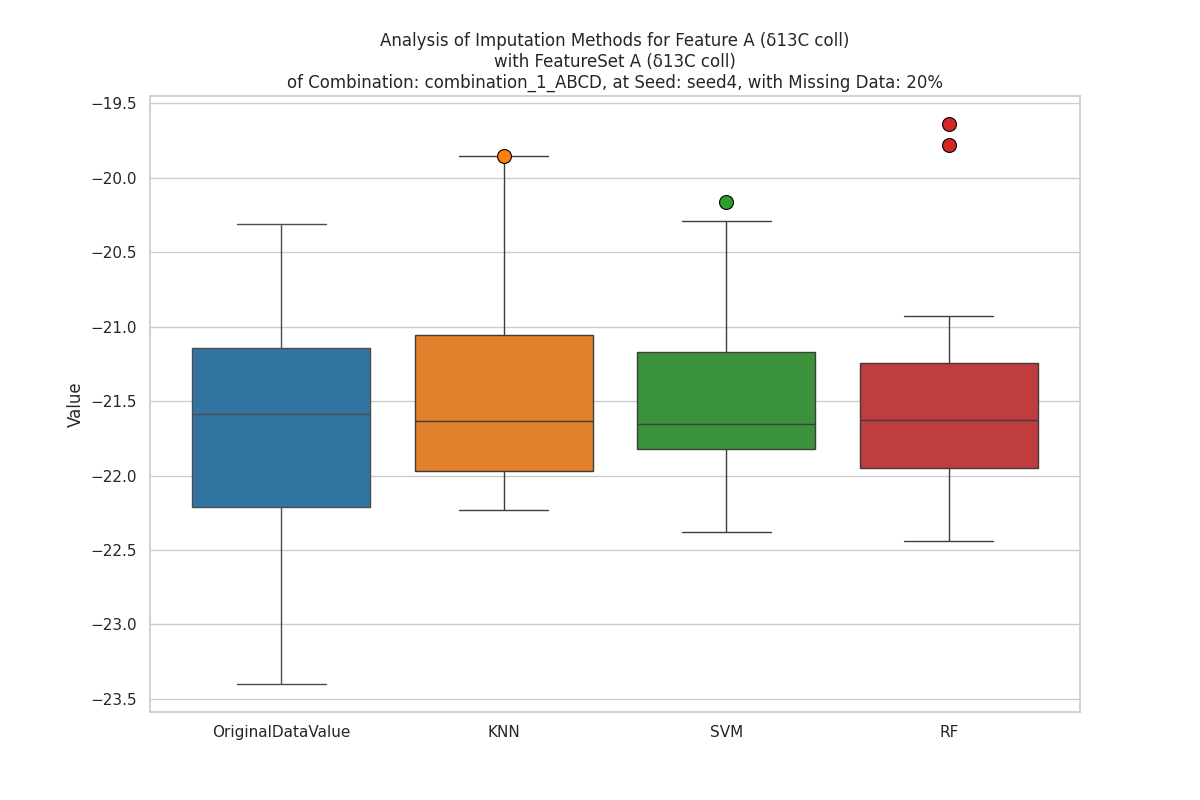 Analysis of Imputation Methods for Feature A (δ13C coll)
with FeatureSet A (δ13C coll)
of Combination: combination_1_ABCD, at Seed: seed4, with Missing Data: 20%
−19.5
−20.0
−20.5
−21.0
−21.5
−22.0
−22.5
−23.0
−23.5
Value
OriginalDataValue
KNN
SVM
RF